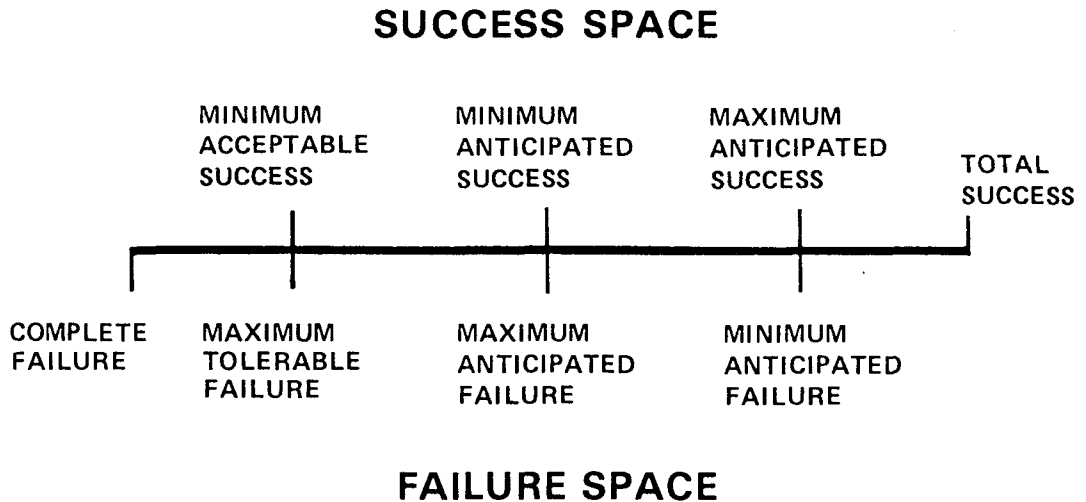 SUCCESS SPACE
MINIMUM
ACCEPTABLE
SUCCESS
MINIMUM
ANTICIPATED
SUCCESS
MAXIMUM
ANTICIPATED
SUCCESS
TOTAL
SUCCESS
COMPLETE
FAILURE
MAXIMUM
TOLERABLE
FAILURE
MAXIMUM
ANTICIPATED
FAILURE
MINIMUM
ANTICIPATED
FAILURE
FAILURE SPACE